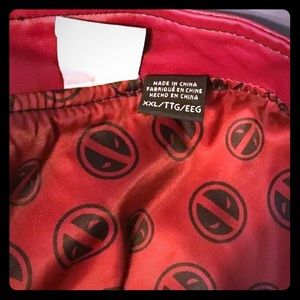 MADE IN CHINA
FABRIQUÉ EN CHINE
HECHO EN CHINA
XXL/TTG/EEG